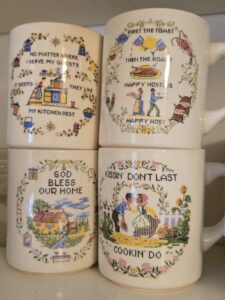 NO MATTER WHERE
I SERVE MY GUESTS
IT SEEMS
THEY LIKE
MY KITCHEN BEST
FIRST THE TOAST
THEN THE ROAST
HAPPY HOSTESS
HAPPY HOST
GOD
BLESS
OUR HOME
KISSIN' DON'T LAST
COOKIN' DO